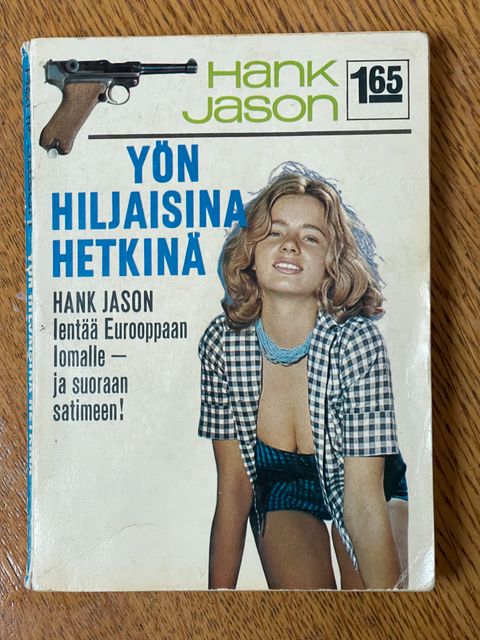 Hank
Jason
165
YÖN
HILJAISINA
HETKINÄ
HANK JASON
lentää Eurooppaan
lomalle —
ja suoraan
satimeen!